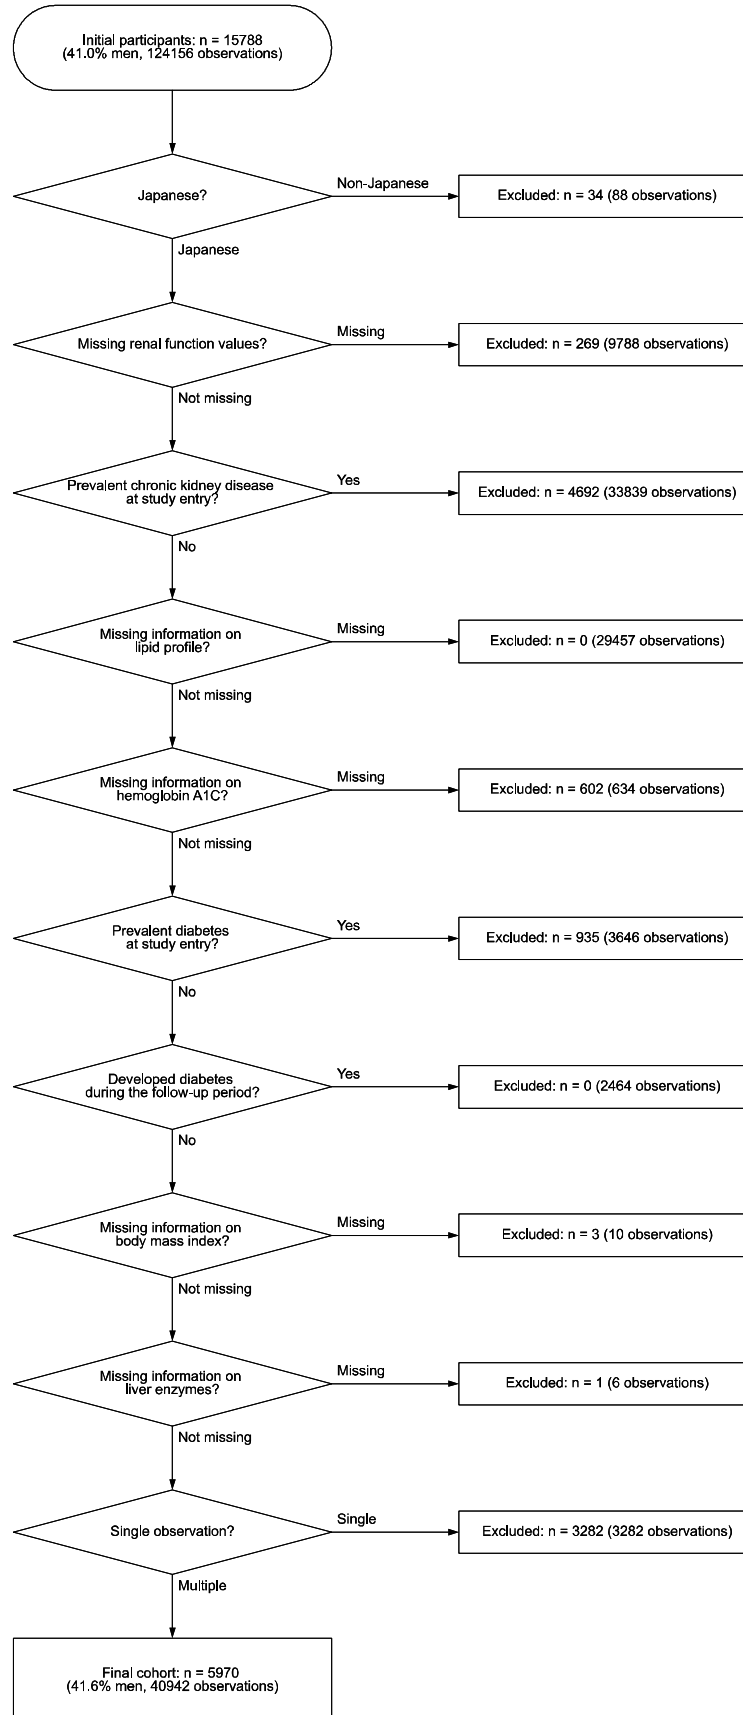 Initial participants: n = 15788
(41.0% men, 124156 observations)
Japanese?
Non-Japanese
Excluded: n = 34 (88 observations)
Japanese
Missing renal function values?
Missing
Excluded: n = 269 (9788 observations)
Not missing
Prevalent chronic kidney disease
at study entry?
Yes
Excluded: n = 4692 (33839 observations)
No
Missing information on
lipid profile?
Missing
Excluded: n = 0 (29457 observations)
Not missing
Missing information on
hemoglobin A1C?
Missing
Excluded: n = 602 (634 observations)
Not missing
Prevalent diabetes
at study entry?
Yes
Excluded: n = 935 (3646 observations)
No
Developed diabetes
during the follow-up period?
Yes
Excluded: n = 0 (2464 observations)
No
Missing information on
body mass index?
Missing
Excluded: n = 3 (10 observations)
Not missing
Missing information on
liver enzymes?
Missing
Excluded: n = 1 (6 observations)
Not missing
Single observation?
Single
Excluded: n = 3282 (3282 observations)
Multiple
Final cohort: n = 5970
(41.6% men, 40942 observations)